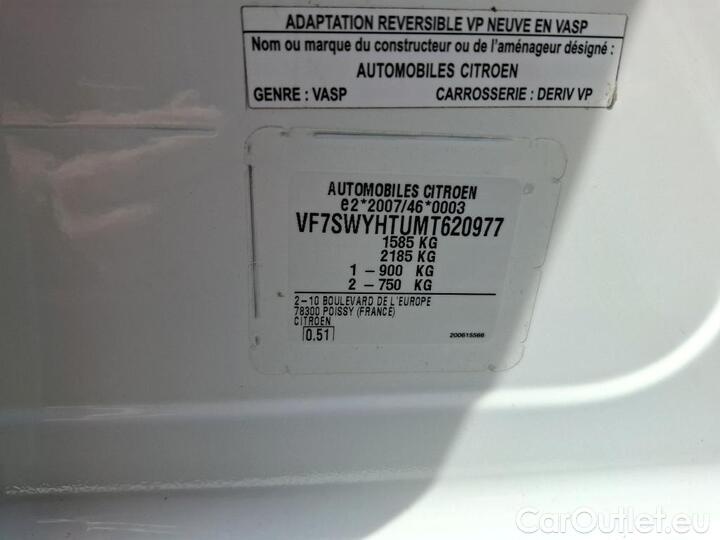 ADAPTATION REVERSIBLE VP NEUVE EN VASP
Nom ou marque du constructeur ou de l'aménageur désigné :
AUTOMOBILES CITROEN
GENRE : VASP CARROSSERIE : DERIV VP
AUTOMOBILES CITROEN
e2*2007/46*0003
VF7SWYHTUMT620977
1585 KG
2185 KG
1 - 900 KG
2 - 750 KG
2-10 BOULEVARD DE L'EUROPE
78300 POISSY (FRANCE)
CITROEN
0.51 200615566
CarOutlet.eu